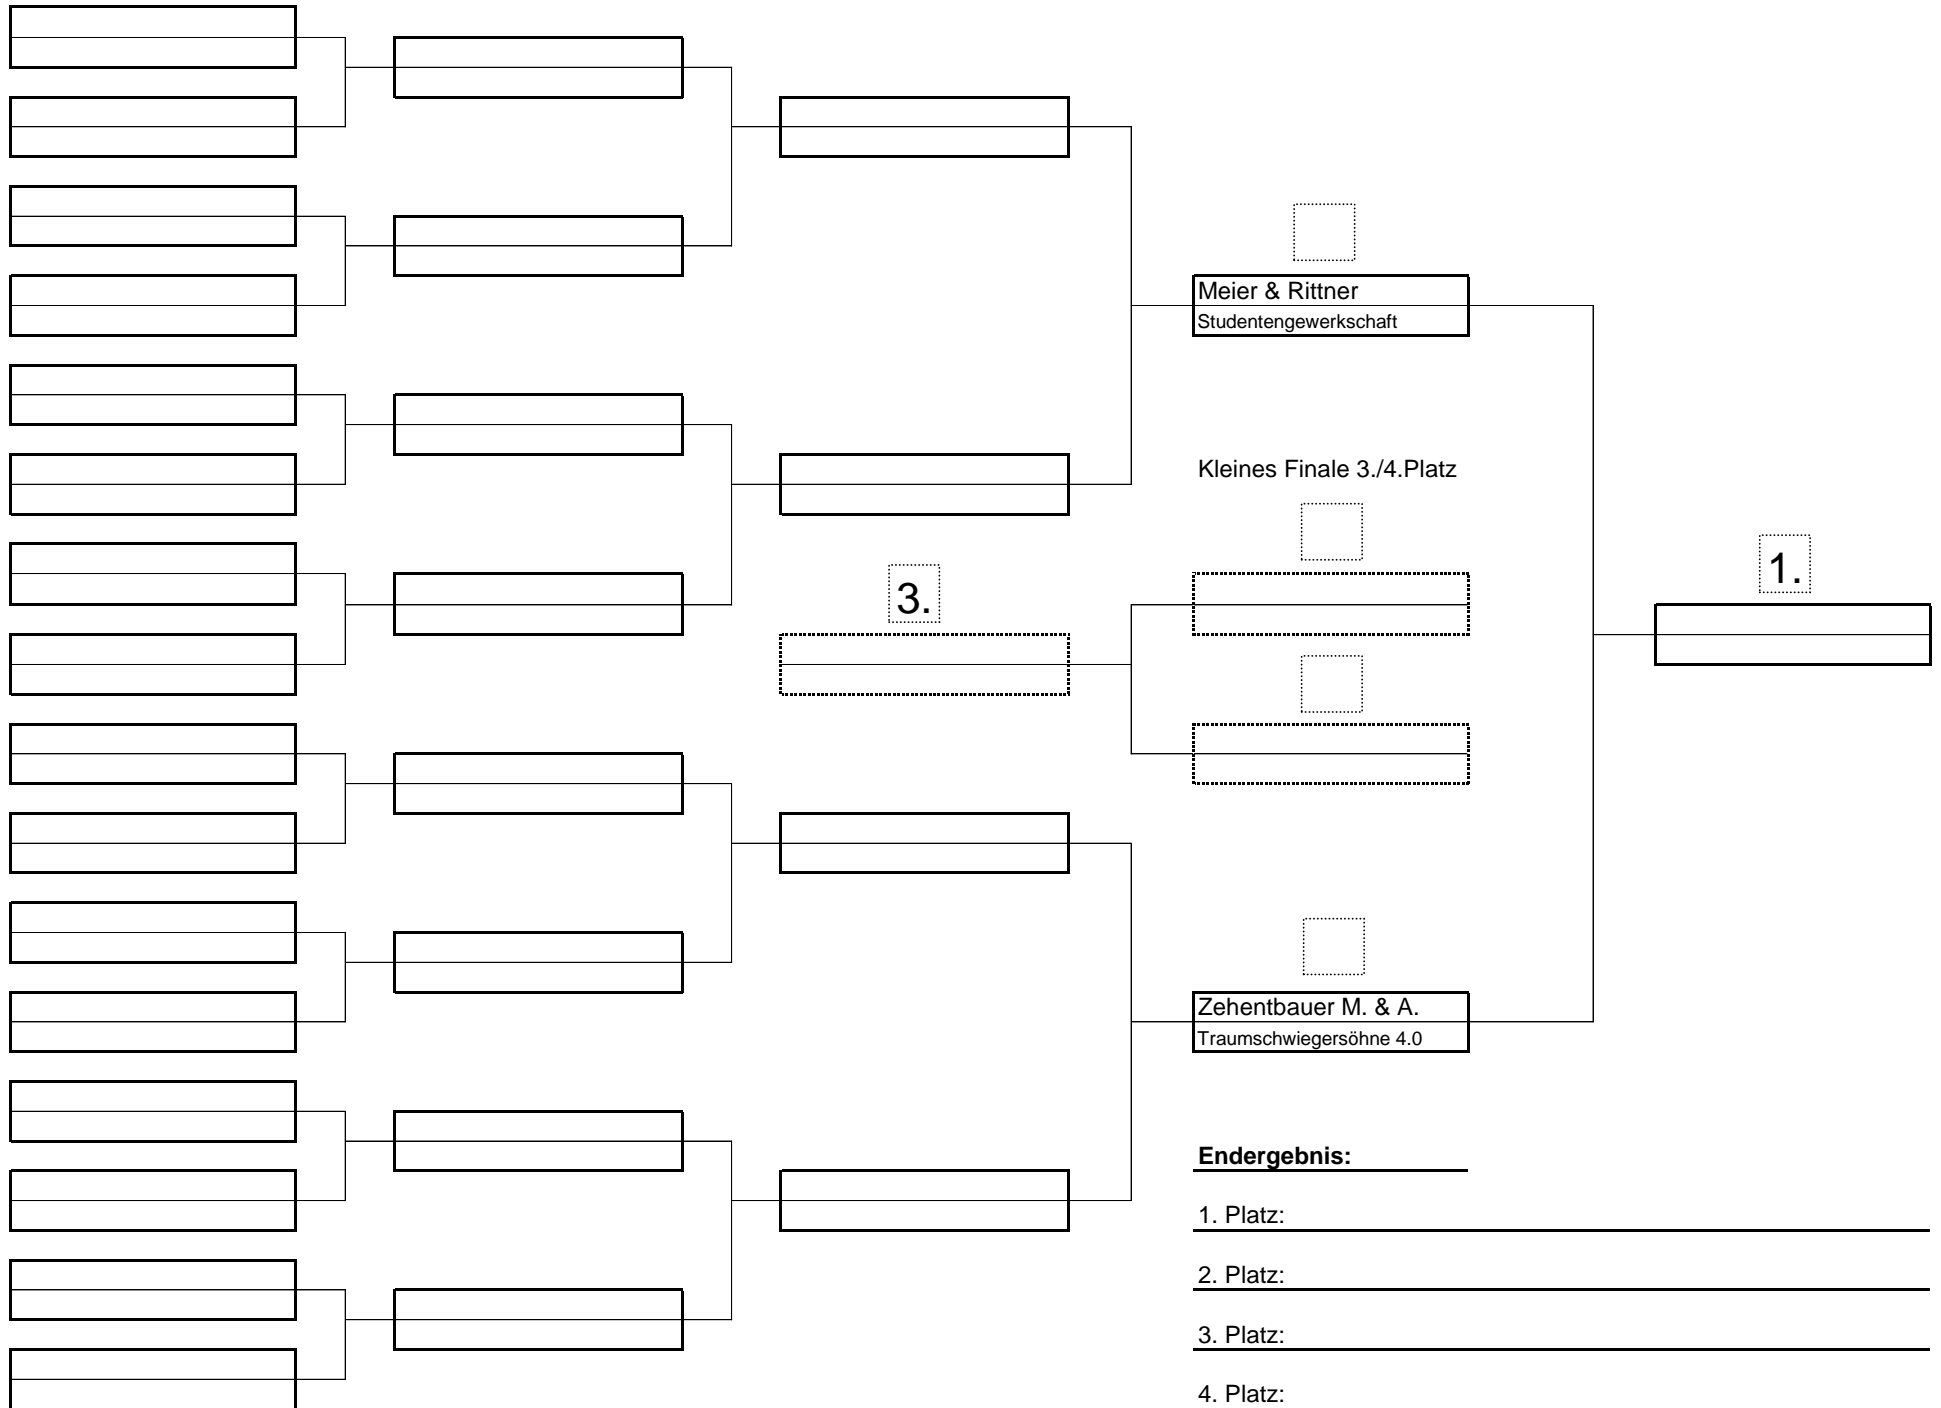 Meier & Rittner
Studentengewerkschaft
Kleines Finale 3./4.Platz
3.
1.
Zehentbauer M. & A.
Traumschwiegersöhne 4.0
Endergebnis:
1. Platz:
2. Platz:
3. Platz:
4. Platz: